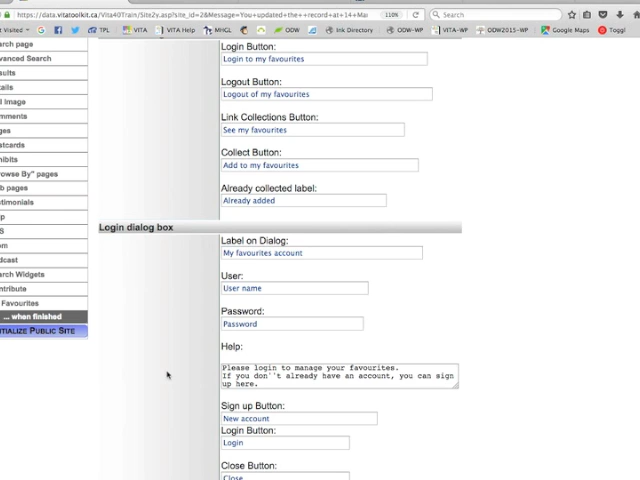 https://data.vitatoolkit.ca/Vita40Train/Site2y.asp?site_id=2&Message=You+updated+the++record+at+14+Mar
110%
Search
Visited
TPL
VITA
VITA Help
MHGL
ODW
Ink Directory
ODW-WP
VITA-WP
ODW2015-WP
Google Maps
Toggl
arch page
dvanced Search
sults
tails
l Image
mments
ges
stcards
hibits
rowse By" pages
b pages
stimonials
lp
S
om
dcast
arch Widgets
ntribute
Favourites
... when finished
NITIALIZE PUBLIC SITE
Login Button:
Login to my favourites
Logout Button:
Logout of my favourites
Link Collections Button:
See my favourites
Collect Button:
Add to my favourites
Already collected label:
Already added
Login dialog box
Label on Dialog:
My favourites account
User:
User name
Password:
Password
Help:
Please login to manage your favourites.
If you don''t already have an account, you can sign
up here.
Sign up Button:
New account
Login Button:
Login
Close Button:
Close